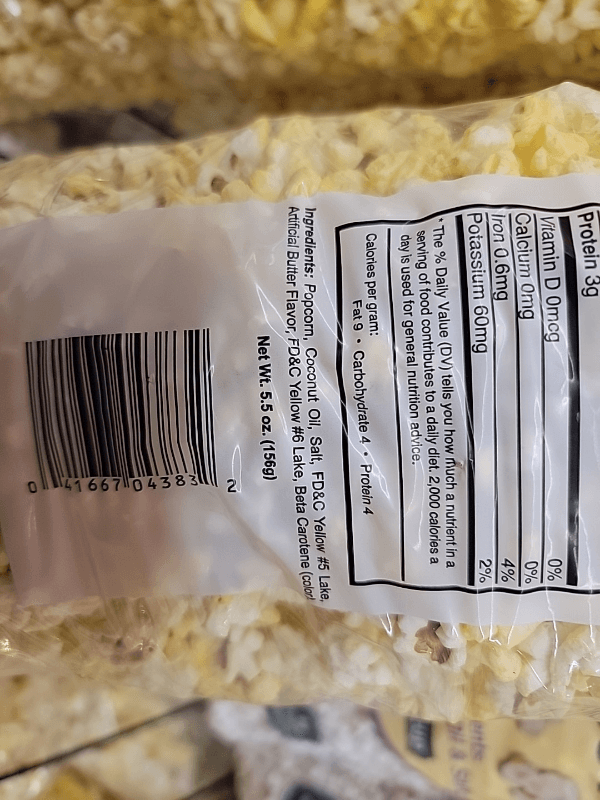 Protein 3g
Vitamin D 0mcg 0%
Calcium 0mg 0%
Iron 0.6mg 4%
Potassium 60mg 2%
* The % Daily Value (DV) tells you how much a nutrient in a
serving of food contributes to a daily diet. 2,000 calories a
day is used for general nutrition advice.
Calories per gram:
Fat 9 • Carbohydrate 4 • Protein 4
Ingredients: Popcorn, Coconut Oil, Salt, FD&C Yellow #5 Lake,
Artificial Butter Flavor, FD&C Yellow #6 Lake, Beta Carotene (color)
Net Wt. 5.5 oz. (156g)
0 41667 04383 2